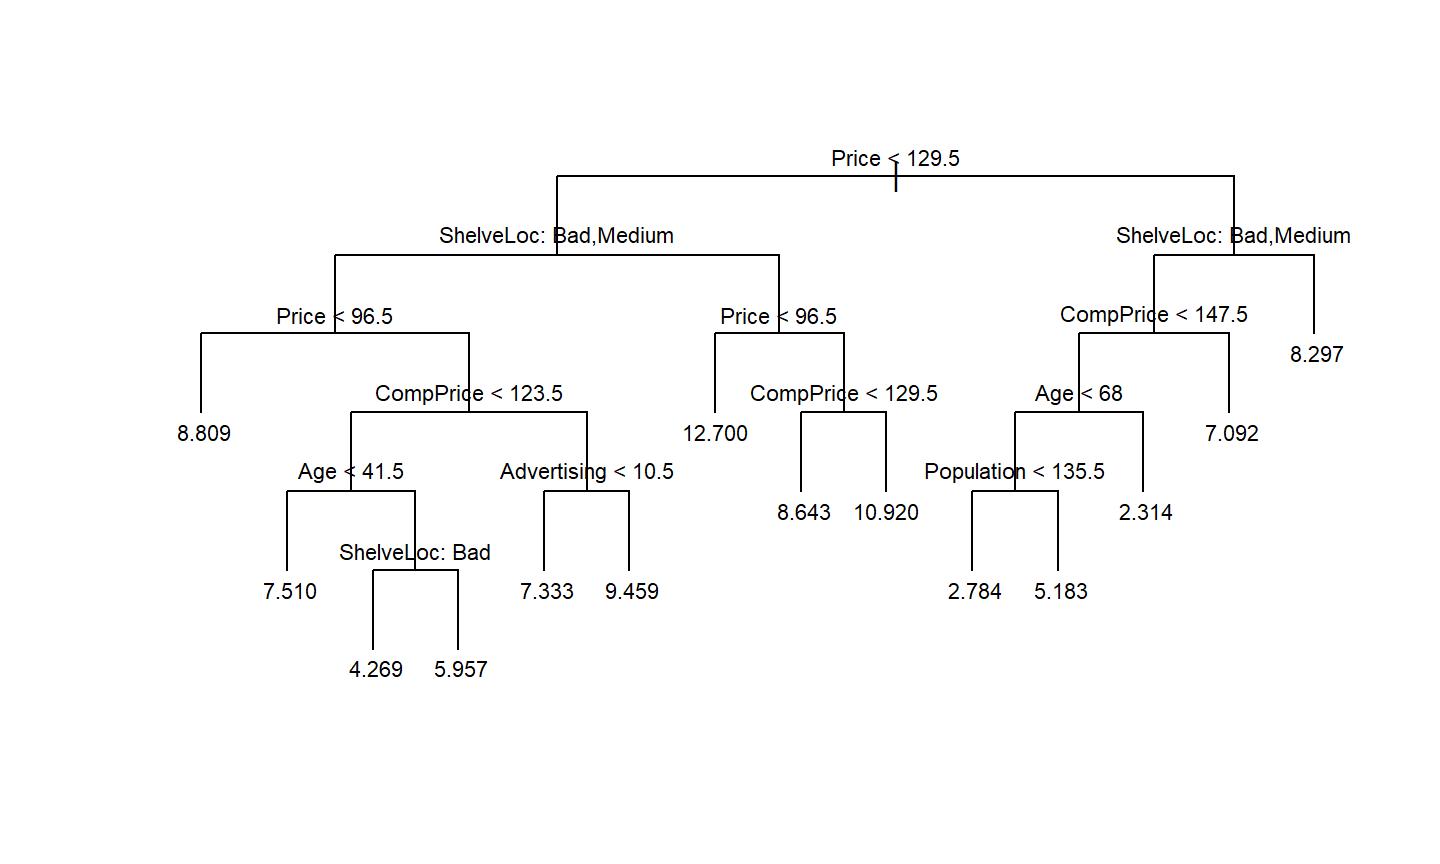 Price < 129.5
ShelveLoc: Bad,Medium
ShelveLoc: Bad,Medium
Price < 96.5
Price < 96.5
CompPrice < 147.5
8.297
CompPrice < 123.5
CompPrice < 129.5
Age < 68
8.809
12.700
7.092
Age < 41.5
Advertising < 10.5
Population < 135.5
8.643
10.920
2.314
ShelveLoc: Bad
7.510
7.333
9.459
2.784
5.183
4.269
5.957